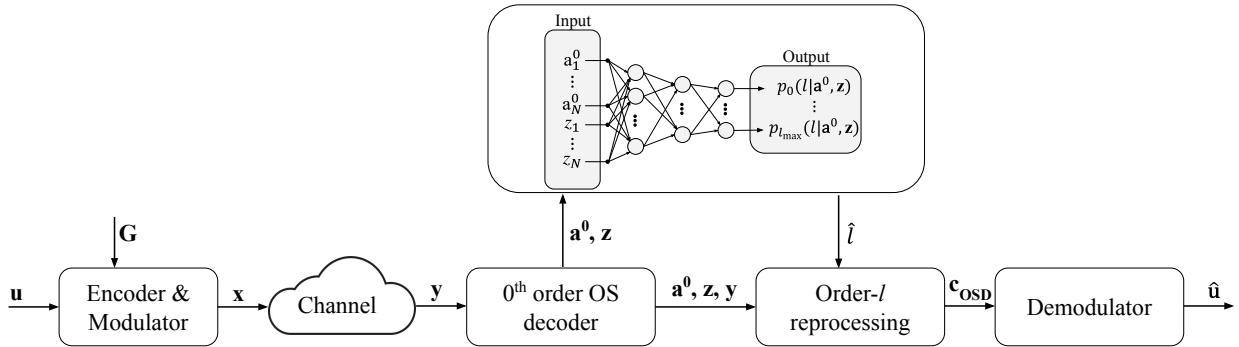 Input
a₁⁰
⋮
a_N⁰
z₁
⋮
z_N
Output
p₀(l|a⁰, z)
⋮
p_{l_max}(l|a⁰, z)
a⁰, z
l̂
G
u
Encoder &
Modulator
x
Channel
y
0ᵗʰ order OS
decoder
a⁰, z, y
Order-l
reprocessing
c_OSD
Demodulator
û